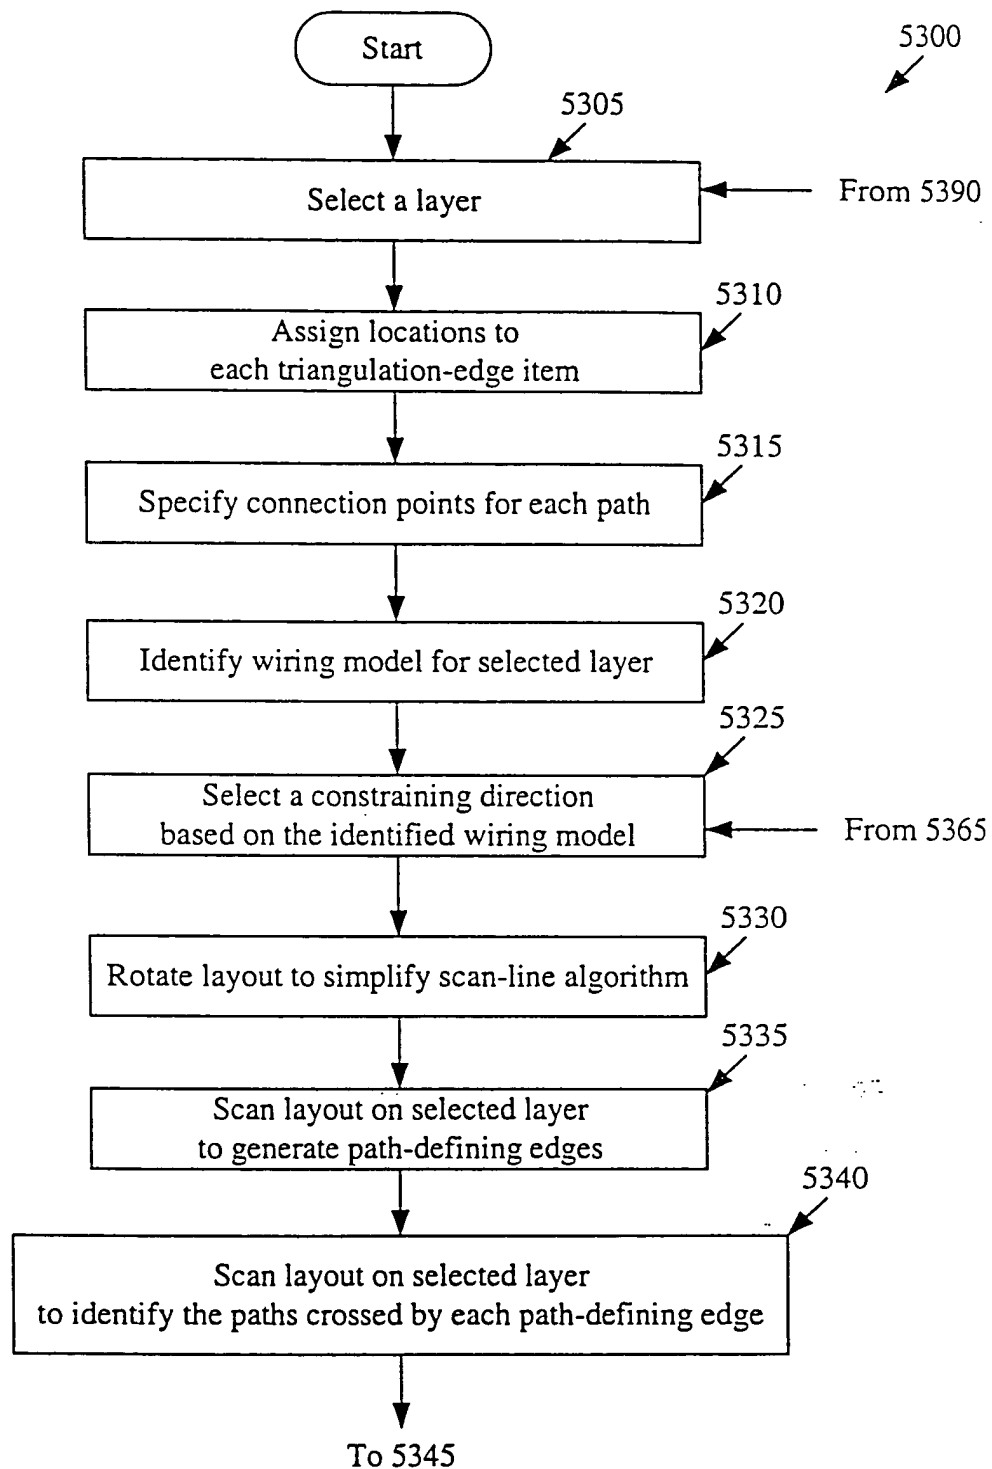 Start
5300
5305
Select a layer
From 5390
5310
Assign locations to
each triangulation-edge item
5315
Specify connection points for each path
5320
Identify wiring model for selected layer
5325
Select a constraining direction
based on the identified wiring model
From 5365
5330
Rotate layout to simplify scan-line algorithm
5335
Scan layout on selected layer
to generate path-defining edges
5340
Scan layout on selected layer
to identify the paths crossed by each path-defining edge
To 5345